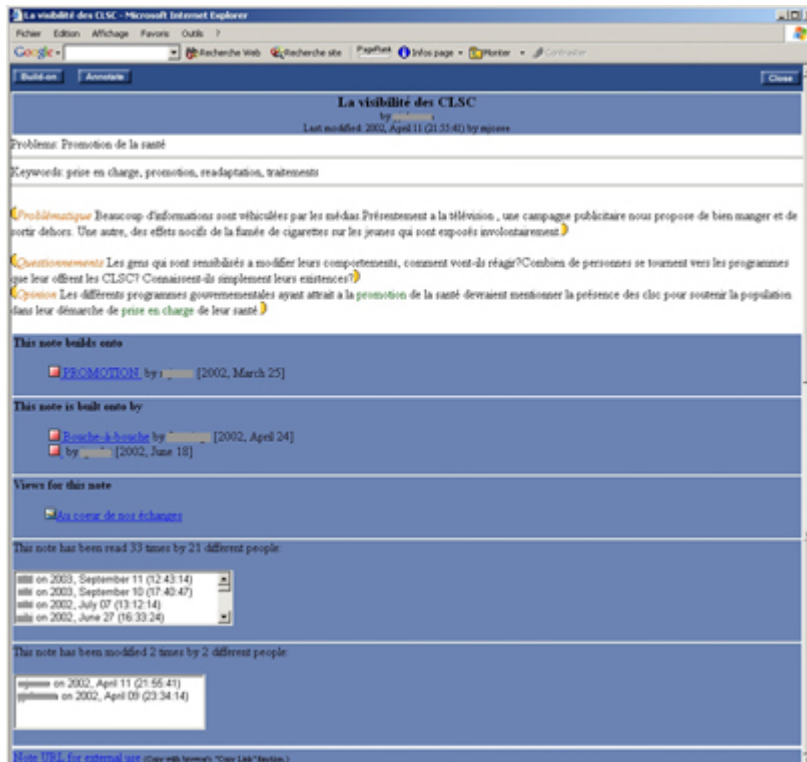 La visibilité des CLSC - Microsoft Internet Explorer
Fichier Edition Affichage Favoris Outils ?
Google Recherche Web Recherche site PageRank Infos page Monter
Build-on Annotate Close
La visibilité des CLSC
by
Last modified: 2002, April 11 (21:55:41) by
Problems: Promotion de la santé
Keywords: prise en charge, promotion, readaptation, traitements
Problématique Beaucoup d'informations sont véhiculées par les médias.Présentement a la télévision , une campagne publicitaire nous propose de bien manger et de
sortir dehors. Une autre, des effets nocifs de la fumée de cigarettes sur les jeunes qui sont exposés involontairement.
Questionnements Les gens qui sont sensibilisés a modifier leurs comportements, comment vont-ils réagir?Combien de personnes se tournent vers les programmes
que leur offrent les CLSC? Connaissent-ils simplement leurs existences?
Opinion Les différents programmes gouvernementales ayant attrait a la promotion de la santé devraient mentionner la présence des clsc pour soutenir la population
dans leur démarche de prise en charge de leur santé.
This note builds onto
PROMOTION by [2002, March 25]
This note is built onto by
Bouche-à-bouche by [2002, April 24]
by [2002, June 18]
Views for this note
Au coeur de nos échanges
This note has been read 33 times by 21 different people:
on 2003, September 11 (12:43:14)
on 2003, September 10 (17:40:47)
on 2002, July 07 (13:12:14)
on 2002, June 27 (16:33:24)
This note has been modified 2 times by 2 different people:
on 2002, April 11 (21:55:41)
on 2002, April 09 (23:34:14)
Note URL for external use (Copy with browser's "Copy Link" function.)